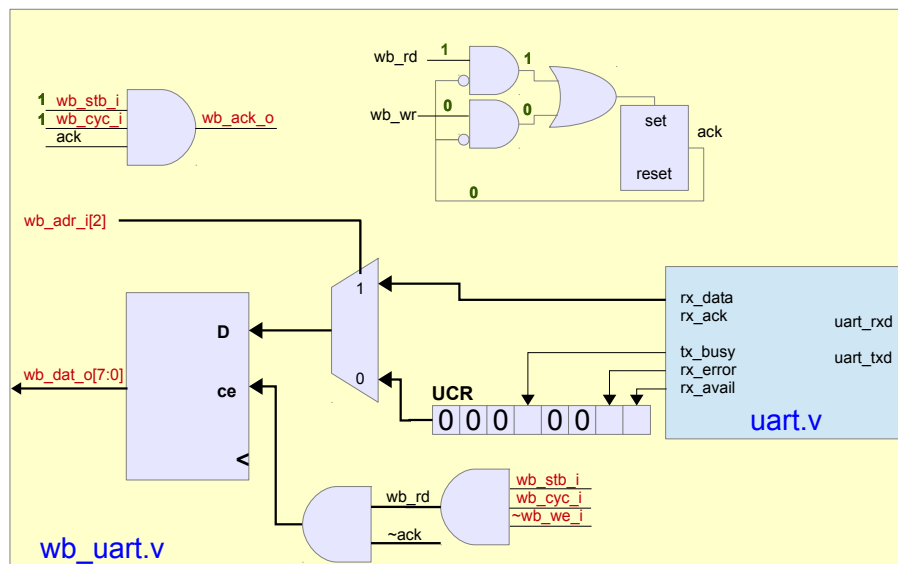 wb_rd
1
1
wb_wr
0
0
set
reset
ack
0
1 wb_stb_i
1 wb_cyc_i
ack
wb_ack_o
wb_adr_i[2]
1
0
D
ce
<
wb_dat_o[7:0]
rx_data
rx_ack
tx_busy
rx_error
rx_avail
uart_rxd
uart_txd
uart.v
UCR
0 0 0 0 0
wb_rd
~ack
wb_stb_i
wb_cyc_i
~wb_we_i
wb_uart.v